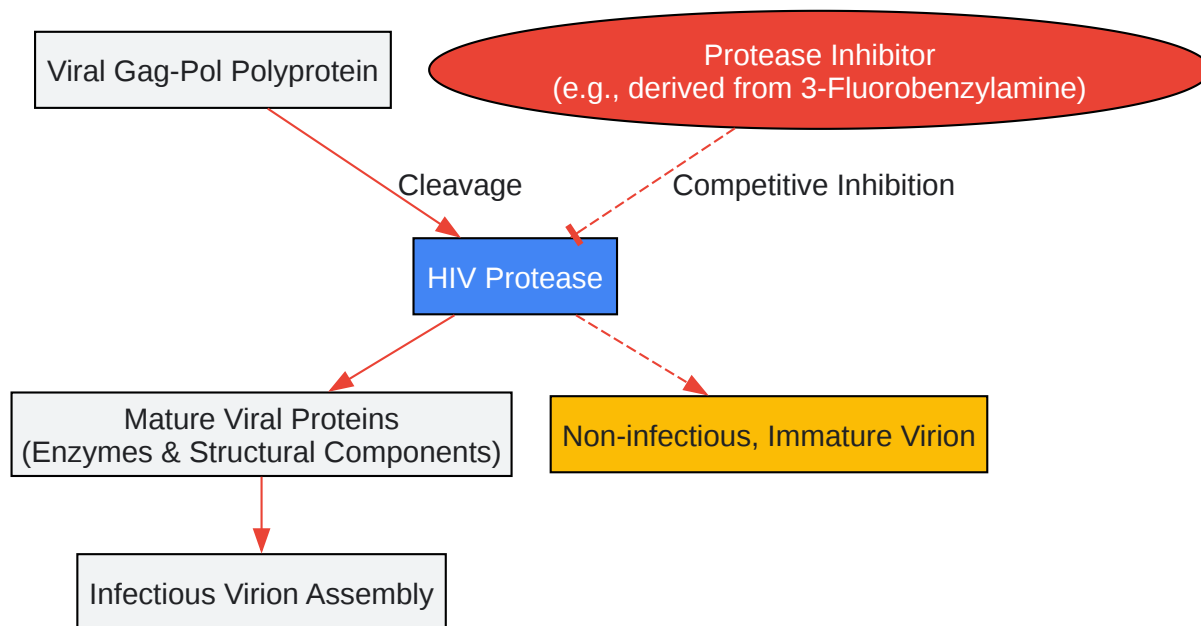 Viral Gag-Pol Polyprotein
Protease Inhibitor
(e.g., derived from 3-Fluorobenzylamine)
Cleavage
Competitive Inhibition
HIV Protease
Mature Viral Proteins
(Enzymes & Structural Components)
Non-infectious, Immature Virion
Infectious Virion Assembly